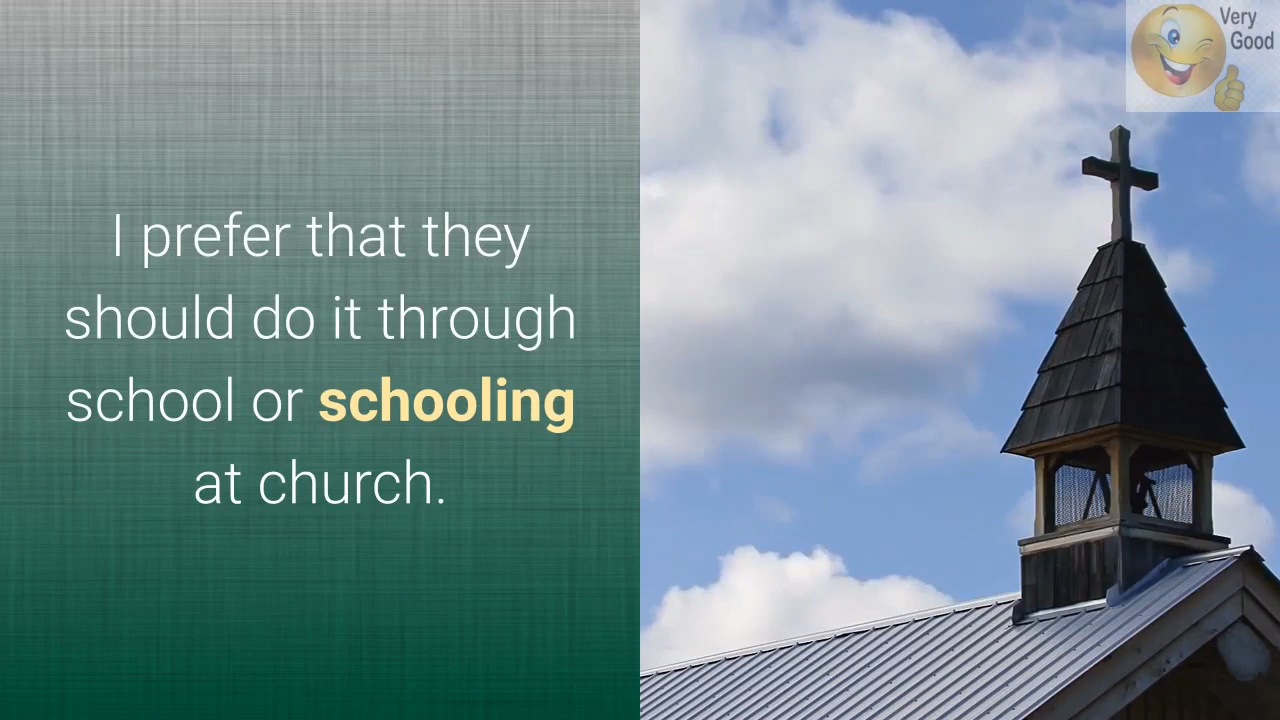 I prefer that they
should do it through
school or schooling
at church.
Very
Good